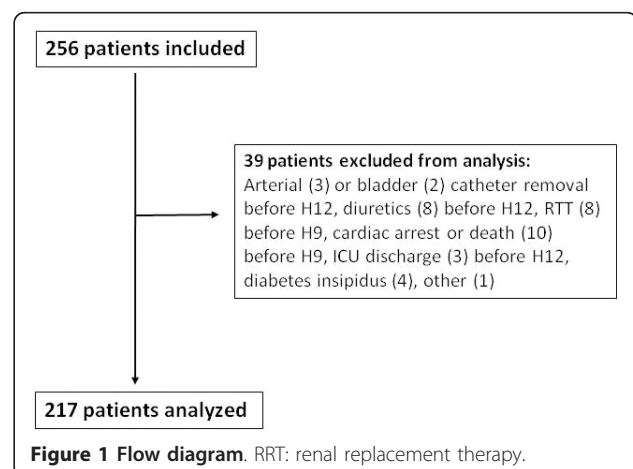 256 patients included
39 patients excluded from analysis:
Arterial (3) or bladder (2) catheter removal
before H12, diuretics (8) before H12, RTT (8)
before H9, cardiac arrest or death (10)
before H9, ICU discharge (3) before H12,
diabetes insipidus (4), other (1)
217 patients analyzed
Figure 1 Flow diagram. RRT: renal replacement therapy.